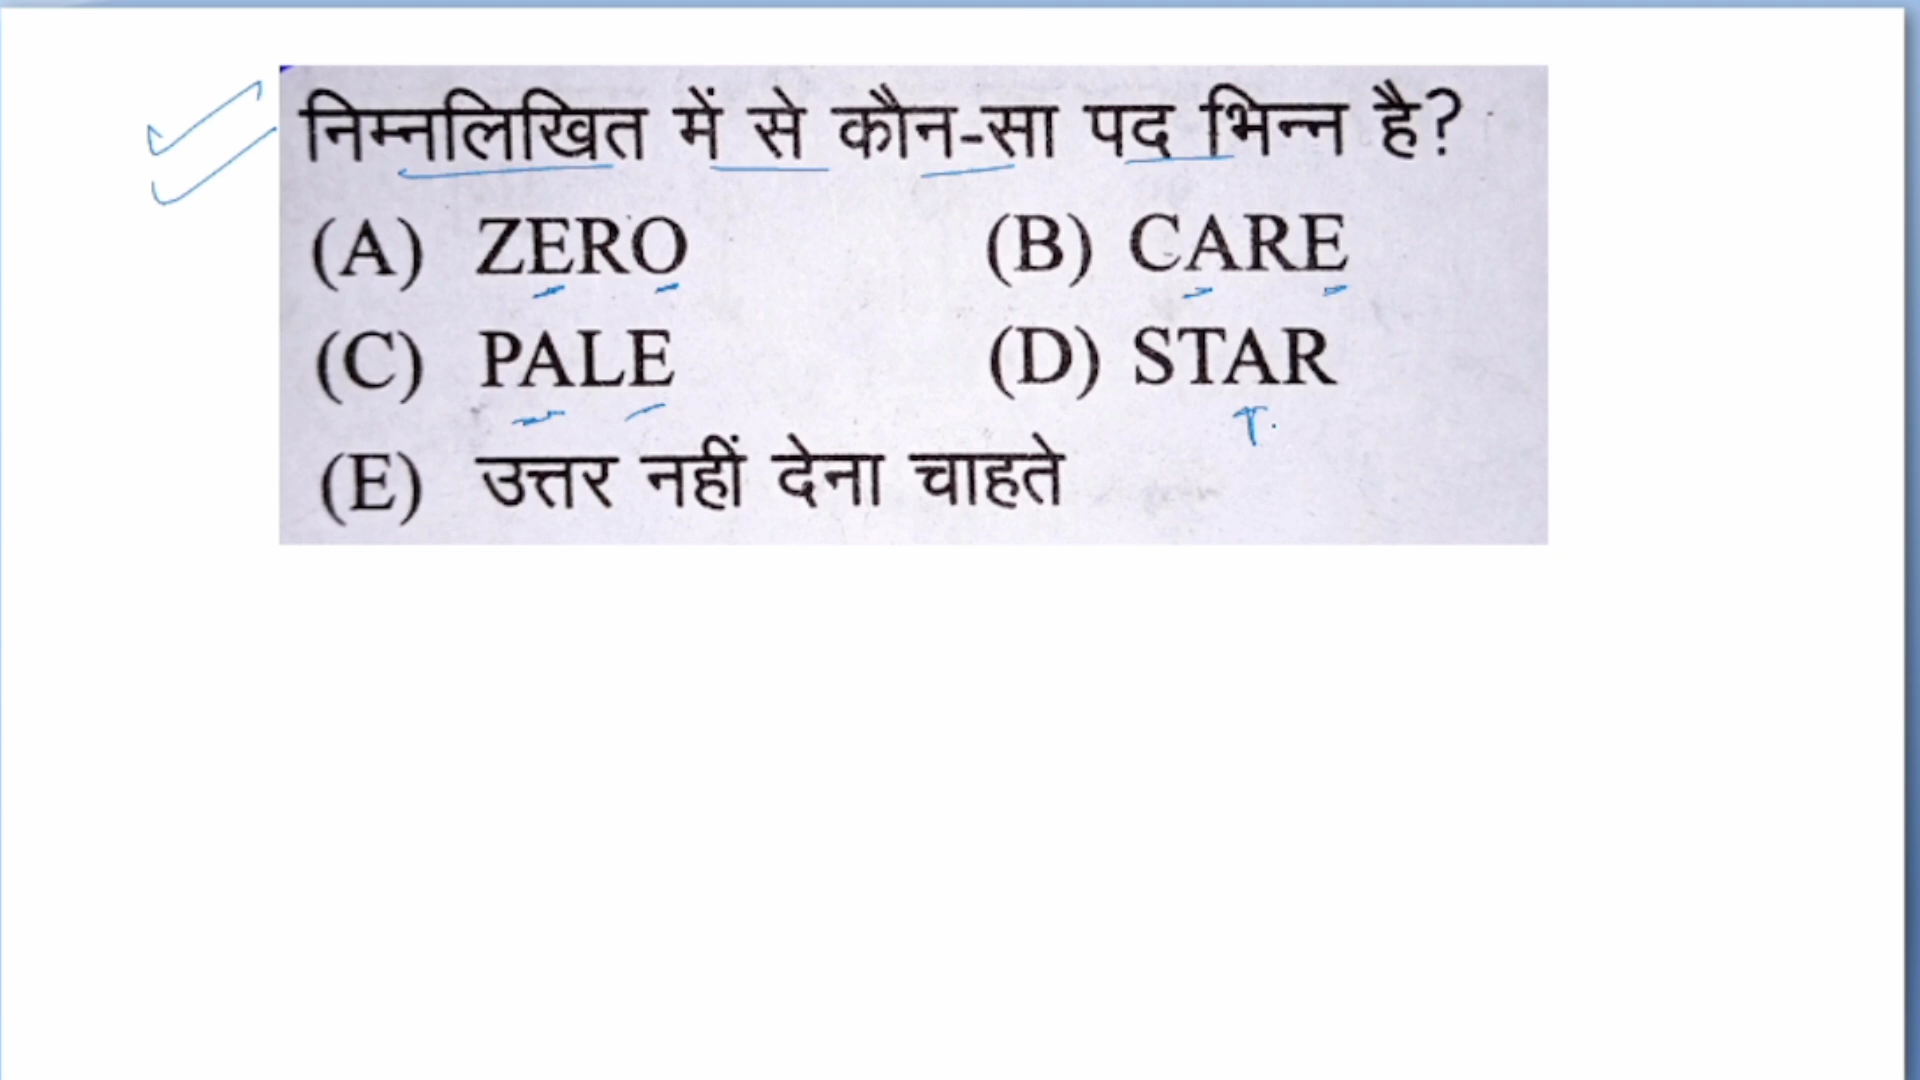 निम्नलिखित में से कौन-सा पद भिन्न है?
(A) ZERO (B) CARE
(C) PALE (D) STAR
(E) उत्तर नहीं देना चाहते